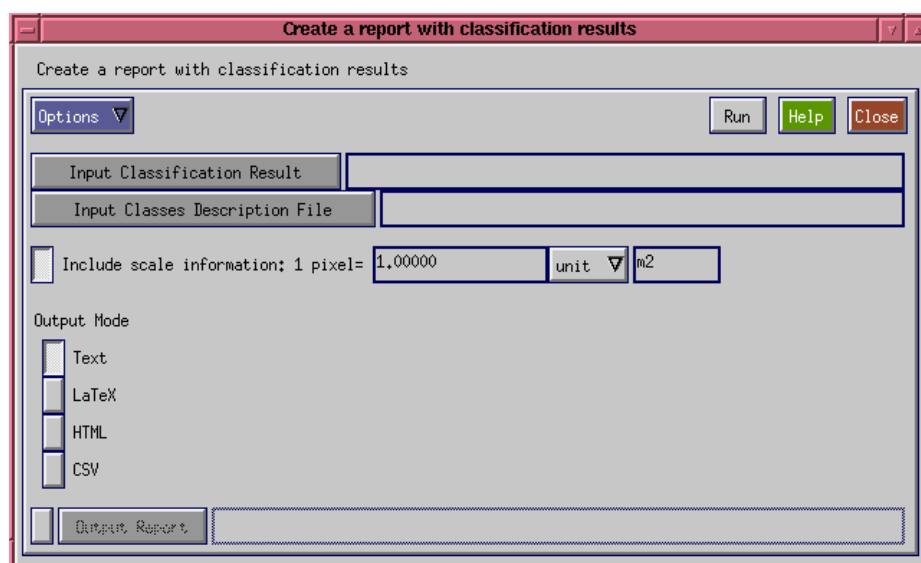 Create a report with classification results
Create a report with classification results
Options Run Help Close
Input Classification Result
Input Classes Description File
Include scale information: 1 pixel= 1.00000 unit m2
Output Mode
Text
LaTeX
HTML
CSV
Output Report